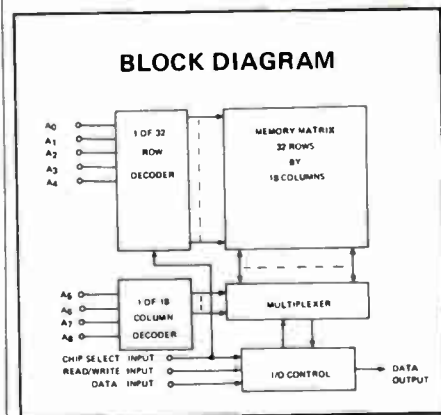 BLOCK DIAGRAM
A0
A1
A2
A3
A4
1 OF 32
ROW
DECODER
MEMORY MATRIX
32 ROWS
BY
18 COLUMNS
A5
A6
A7
A8
1 OF 18
COLUMN
DECODER
MULTIPLEXER
CHIP SELECT INPUT
READ/WRITE INPUT
DATA INPUT
I/O CONTROL
DATA
OUTPUT